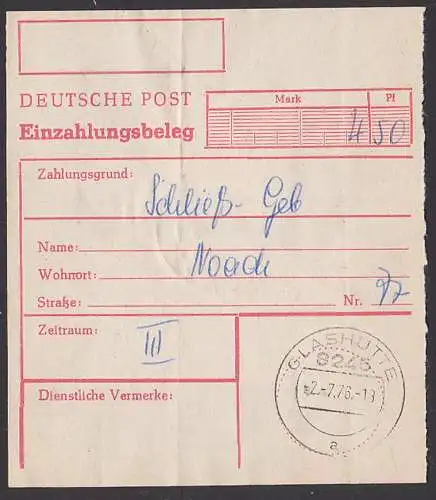 DEUTSCHE POST
Einzahlungsbeleg
Mark Pf
4 50
Zahlungsgrund:
Schließ-Geb
Name: Noack
Wohnort:
Straße: Nr. 77
Zeitraum:
III
Dienstliche Vermerke:
GLASHÜTTE
8245
-2.-7.76.-18
a